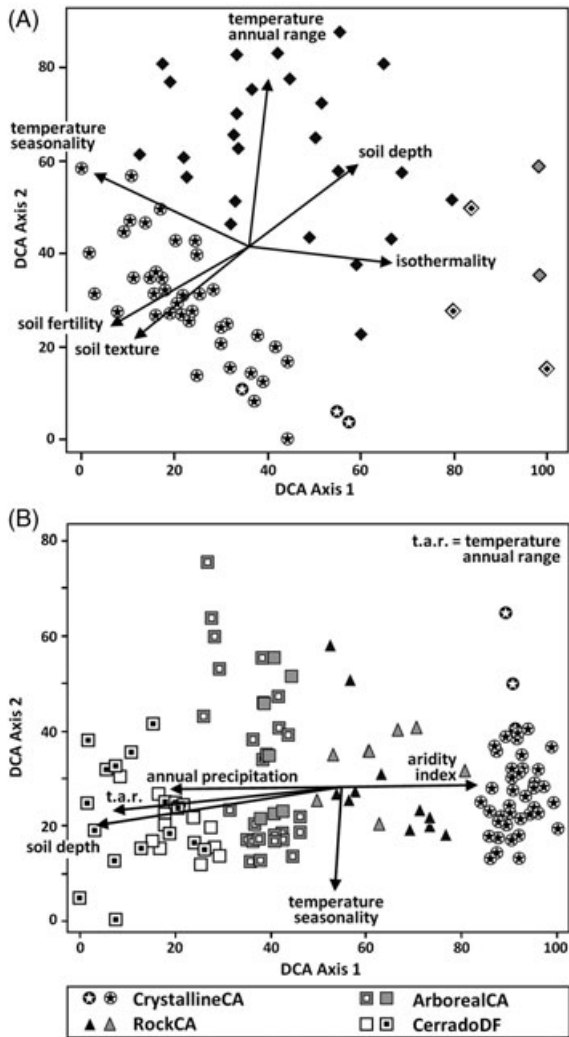 (A)
temperature
annual range
temperature
seasonality
soil depth
isothermality
soil fertility
soil texture
DCA Axis 2
80
60
40
20
0
0 20 40 60 80 100
DCA Axis 1
(B)
t.a.r. = temperature
annual range
annual precipitation
aridity
index
t.a.r.
soil depth
temperature
seasonality
DCA Axis 2
80
60
40
20
0
0 20 40 60 80 100
DCA Axis 1
CrystallineCA
ArborealCA
RockCA
CerradoDF